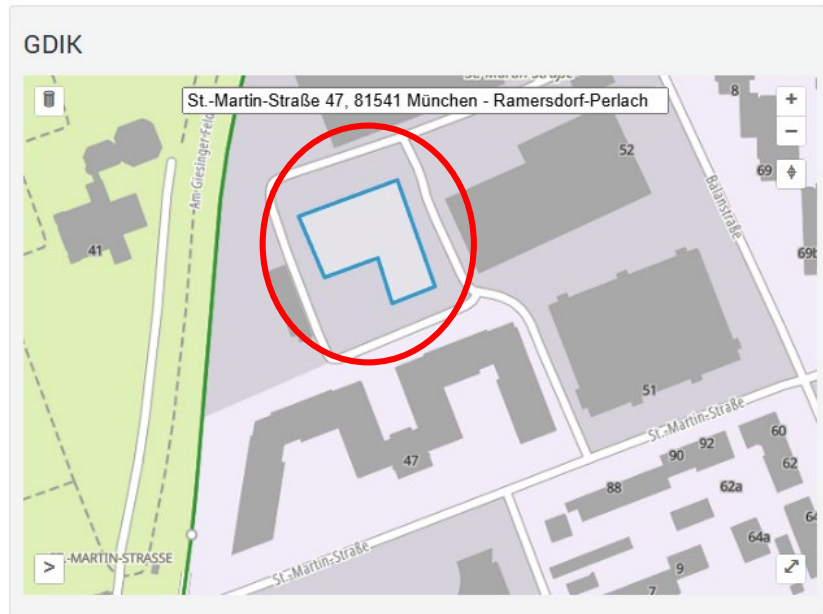 GDIK
St.-Martin-Straße 47, 81541 München - Ramersdorf-Perlach
8
+
−
52
69
Am Giesinger Feld
Balanstraße
41
69b
51
St.-Martin-Straße
60
92
90
47
62
88
62a
64
64a
-MARTIN-STRASSE
>
St.-Martin-Straße
9
7